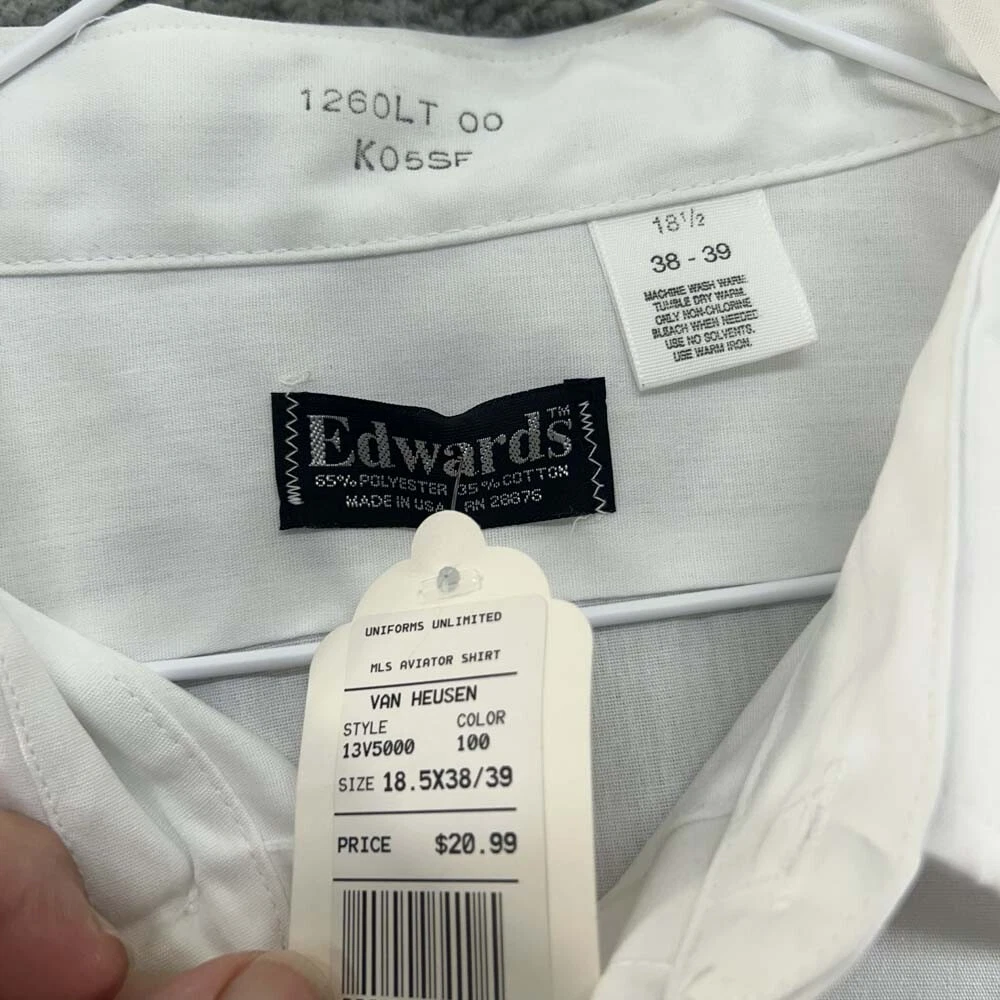 1260LT 00
K05SF
18½
38 - 39
MACHINE WASH WARM.
TUMBLE DRY WARM.
ONLY NON-CHLORINE
BLEACH WHEN NEEDED
USE NO SOLVENTS.
USE WARM IRON.
Edwards™
65% POLYESTER 35% COTTON
MADE IN USA RN 28876
UNIFORMS UNLIMITED
MLS AVIATOR SHIRT
VAN HEUSEN
STYLE COLOR
13V5000 100
SIZE 18.5X38/39
PRICE $20.99